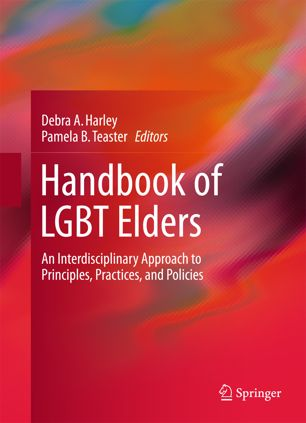 Debra A. Harley
Pamela B. Teaster Editors
Handbook of
LGBT Elders
An Interdisciplinary Approach to
Principles, Practices, and Policies
Springer